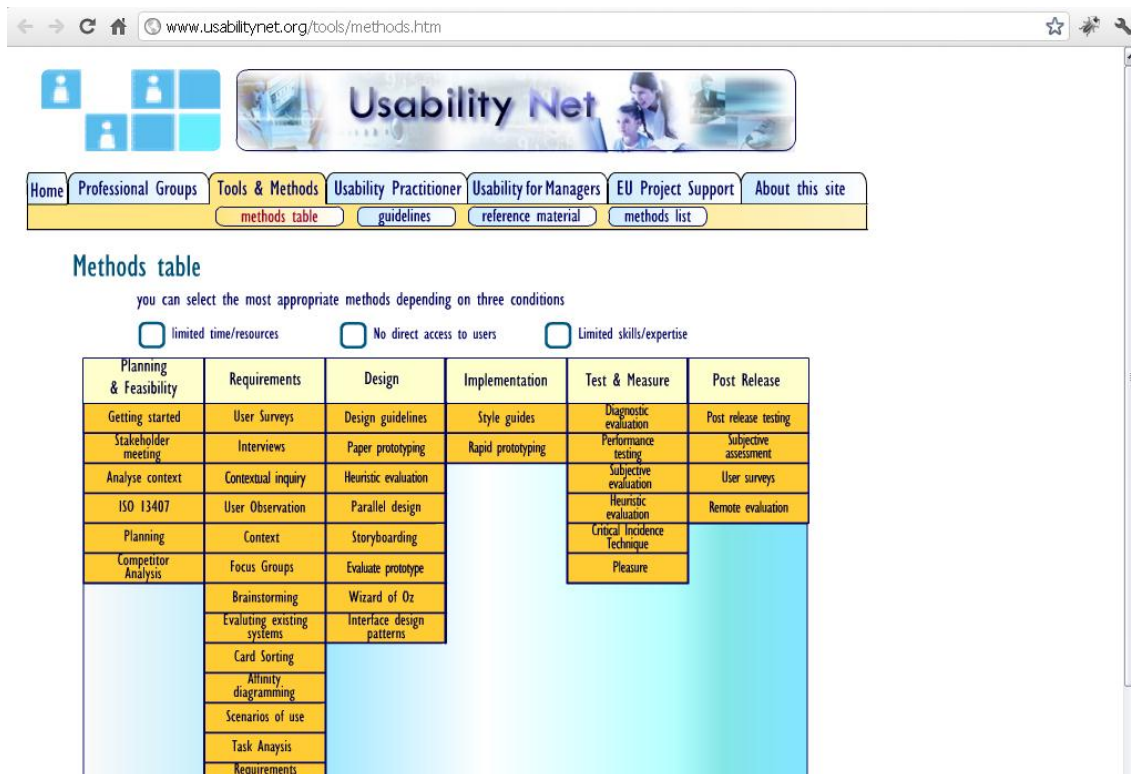 www.usabilitynet.org/tools/methods.htm
Usability Net
Home Professional Groups Tools & Methods Usability Practitioner Usability for Managers EU Project Support About this site
methods table guidelines reference material methods list
Methods table
you can select the most appropriate methods depending on three conditions
limited time/resources No direct access to users Limited skills/expertise
Planning
& Feasibility
Requirements
Design
Implementation
Test & Measure
Post Release
Getting started
User Surveys
Design guidelines
Style guides
Diagnostic
evaluation
Post release testing
Stakeholder
meeting
Interviews
Paper prototyping
Rapid prototyping
Performance
testing
Subjective
assessment
Analyse context
Contextual inquiry
Heuristic evaluation
Subjective
evaluation
User surveys
ISO 13407
User Observation
Parallel design
Heuristic
evaluation
Remote evaluation
Planning
Context
Storyboarding
Critical Incidence
Technique
Competitor
Analysis
Focus Groups
Evaluate prototype
Pleasure
Brainstorming
Wizard of Oz
Evaluting existing
systems
Interface design
patterns
Card Sorting
Affinity
diagramming
Scenarios of use
Task Anaysis
Requirements